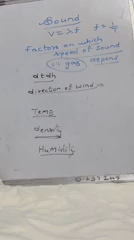 Sound
V = λf f = 1/T
Factors on which
speed of sound
in gas depend
direction of wind
Temp
density
Humidity